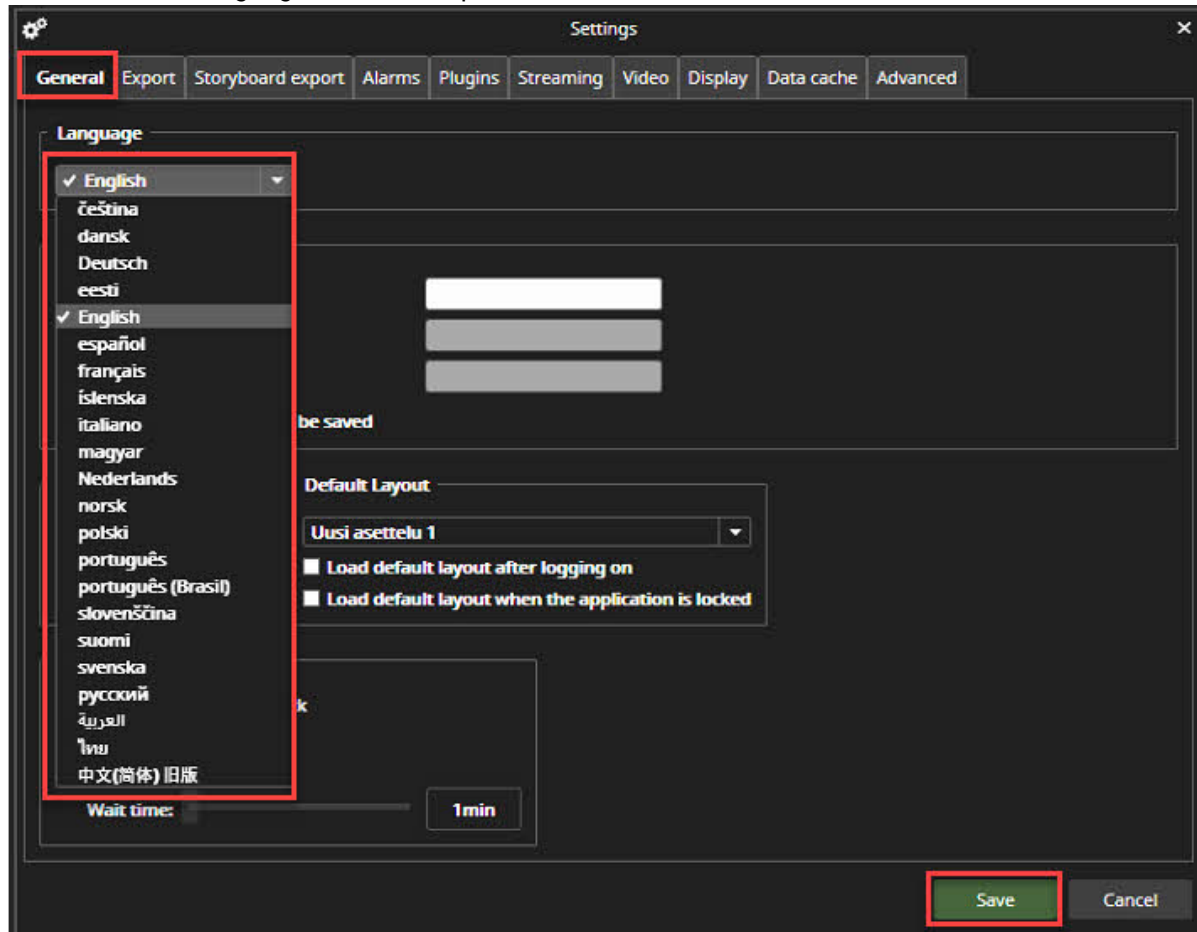 Settings
General Export Storyboard export Alarms Plugins Streaming Video Display Data cache Advanced
Language
✓ English
čeština
dansk
Deutsch
eesti
✓ English
español
français
íslenska
italiano
be saved
magyar
Nederlands
Default Layout
norsk
polski
Uusi asettelu 1
português
Load default layout after logging on
português (Brasil)
Load default layout when the application is locked
slovenščina
suomi
svenska
русский
k
العربية
ไทย
中文(简体) 旧版
Wait time: 1min
Save Cancel